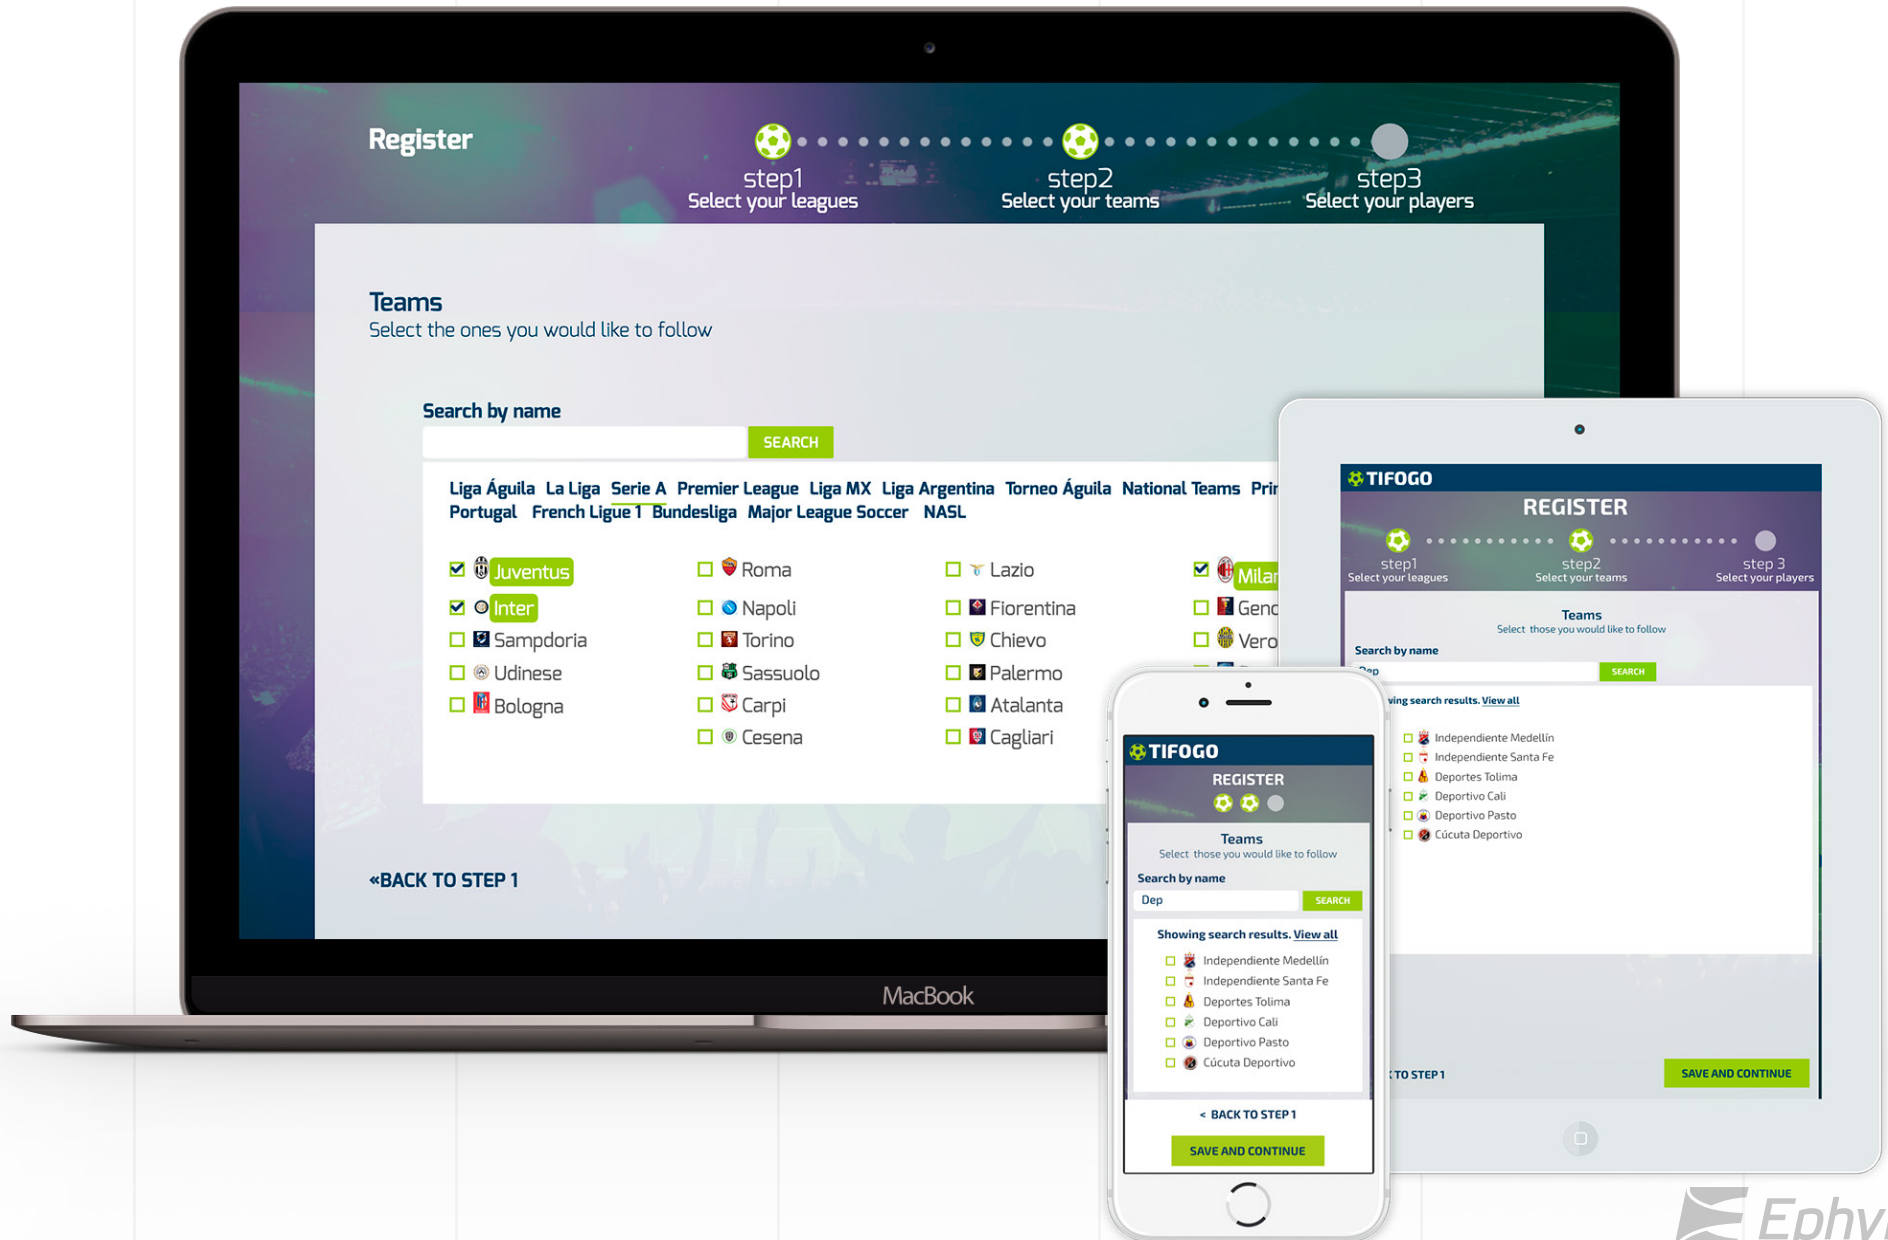 Register
step1
Select your leagues
step2
Select your teams
step3
Select your players
Teams
Select the ones you would like to follow
Search by name
SEARCH
Liga Águila La Liga Serie A Premier League Liga MX Liga Argentina Torneo Águila National Teams
Portugal French Ligue 1 Bundesliga Major League Soccer NASL
Juventus Roma Lazio Milan
Inter Napoli Fiorentina
Sampdoria Torino Chievo
Udinese Sassuolo Palermo
Bologna Carpi Atalanta
Cesena Cagliari
«BACK TO STEP 1
MacBook
TIFOGO
REGISTER
step1
Select your leagues
step2
Select your teams
step 3
Select your players
Teams
Select those you would like to follow
Search by name
Dep
SEARCH
search results. View all
Independiente Medellín
Independiente Santa Fe
Deportes Tolima
Deportivo Cali
Deportivo Pasto
Cúcuta Deportivo
TO STEP 1
SAVE AND CONTINUE
TIFOGO
REGISTER
Teams
Select those you would like to follow
Search by name
Dep
SEARCH
Showing search results. View all
Independiente Medellín
Independiente Santa Fe
Deportes Tolima
Deportivo Cali
Deportivo Pasto
Cúcuta Deportivo
< BACK TO STEP 1
SAVE AND CONTINUE